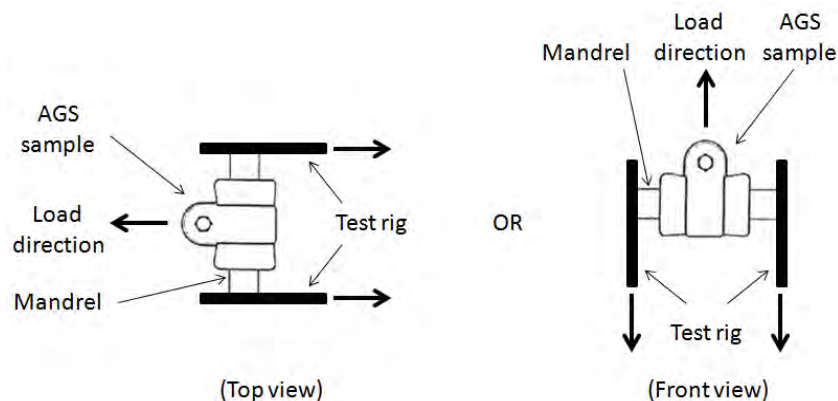 AGS
sample
Load
direction
Mandrel
Test rig
(Top view)
OR
Load
direction
Mandrel
AGS
sample
Test rig
(Front view)